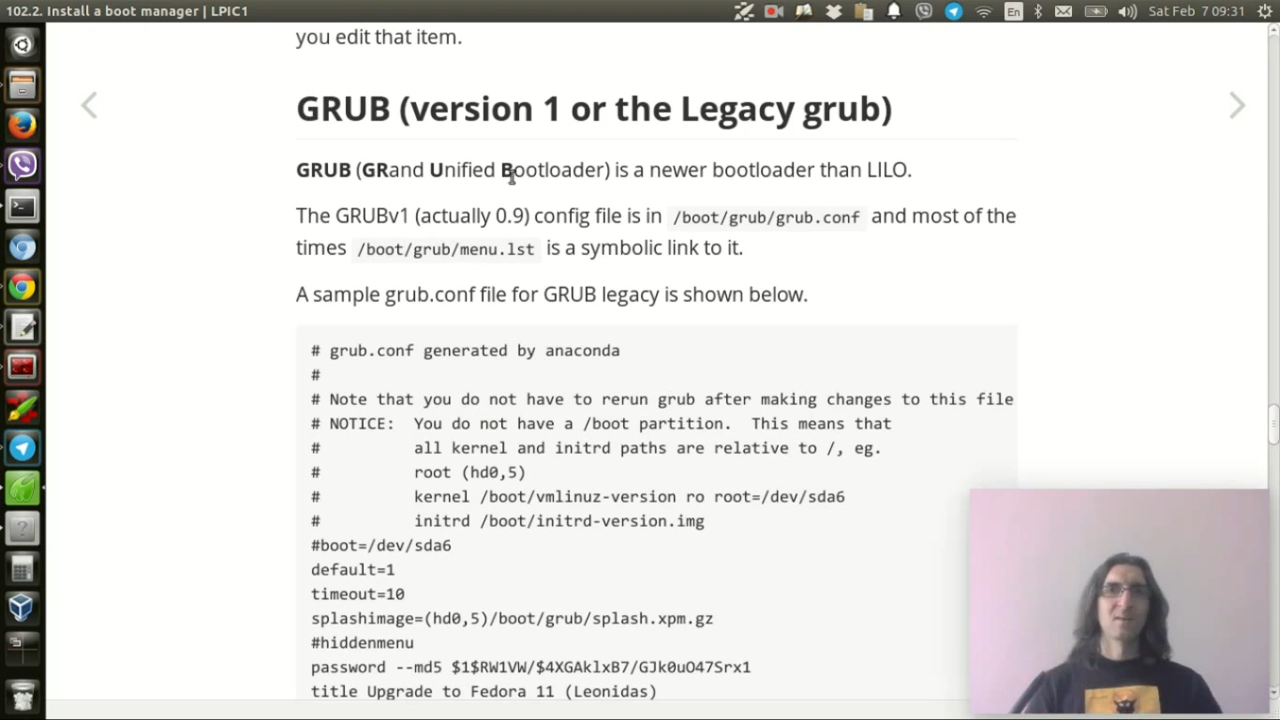 102.2. Install a boot manager | LPIC1
En
Sat Feb 7 09:31
you edit that item.
GRUB (version 1 or the Legacy grub)
GRUB (GRand Unified Bootloader) is a newer bootloader than LILO.
The GRUBv1 (actually 0.9) config file is in /boot/grub/grub.conf and most of the
times /boot/grub/menu.lst is a symbolic link to it.
A sample grub.conf file for GRUB legacy is shown below.
# grub.conf generated by anaconda
#
# Note that you do not have to rerun grub after making changes to this file
# NOTICE: You do not have a /boot partition. This means that
# all kernel and initrd paths are relative to /, eg.
# root (hd0,5)
# kernel /boot/vmlinuz-version ro root=/dev/sda6
# initrd /boot/initrd-version.img
#boot=/dev/sda6
default=1
timeout=10
splashimage=(hd0,5)/boot/grub/splash.xpm.gz
#hiddenmenu
password --md5 $1$RW1VW/$4XGAklxB7/GJk0uO47Srx1
title Upgrade to Fedora 11 (Leonidas)